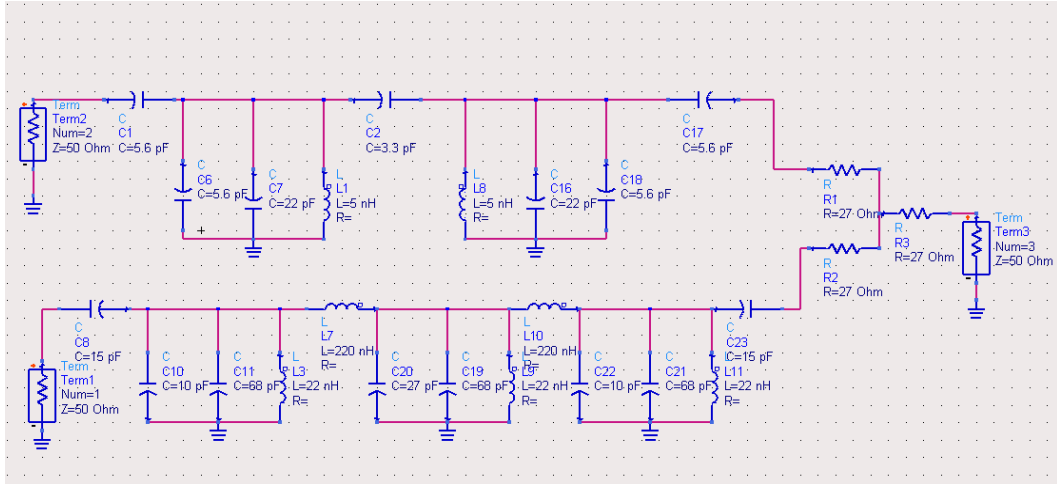 Term
Term2
Num=2
Z=50 Ohm
C
C1
C=5.6 pF
C
C6
C=5.6 pF
C
C7
C=22 pF
L
L1
L=5 nH
R=
C
C2
C=3.3 pF
L
L8
L=5 nH
R=
C
C16
C=22 pF
C
C18
C=5.6 pF
C
C17
C=5.6 pF
R
R1
R=27 Ohm
R
R2
R=27 Ohm
R
R3
R=27 Ohm
Term
Term3
Num=3
Z=50 Ohm
Term
Term1
Num=1
Z=50 Ohm
C
C8
C=15 pF
C
C10
C=10 pF
C
C11
C=68 pF
L
L3
L=22 nH
R=
L
L7
L=220 nH
R=
C
C20
C=27 pF
C
C19
C=68 pF
L
L9
L=22 nH
R=
L
L10
L=220 nH
R=
C
C22
C=10 pF
C
C21
C=68 pF
L
L11
L=22 nH
R=
C
C23
C=15 pF